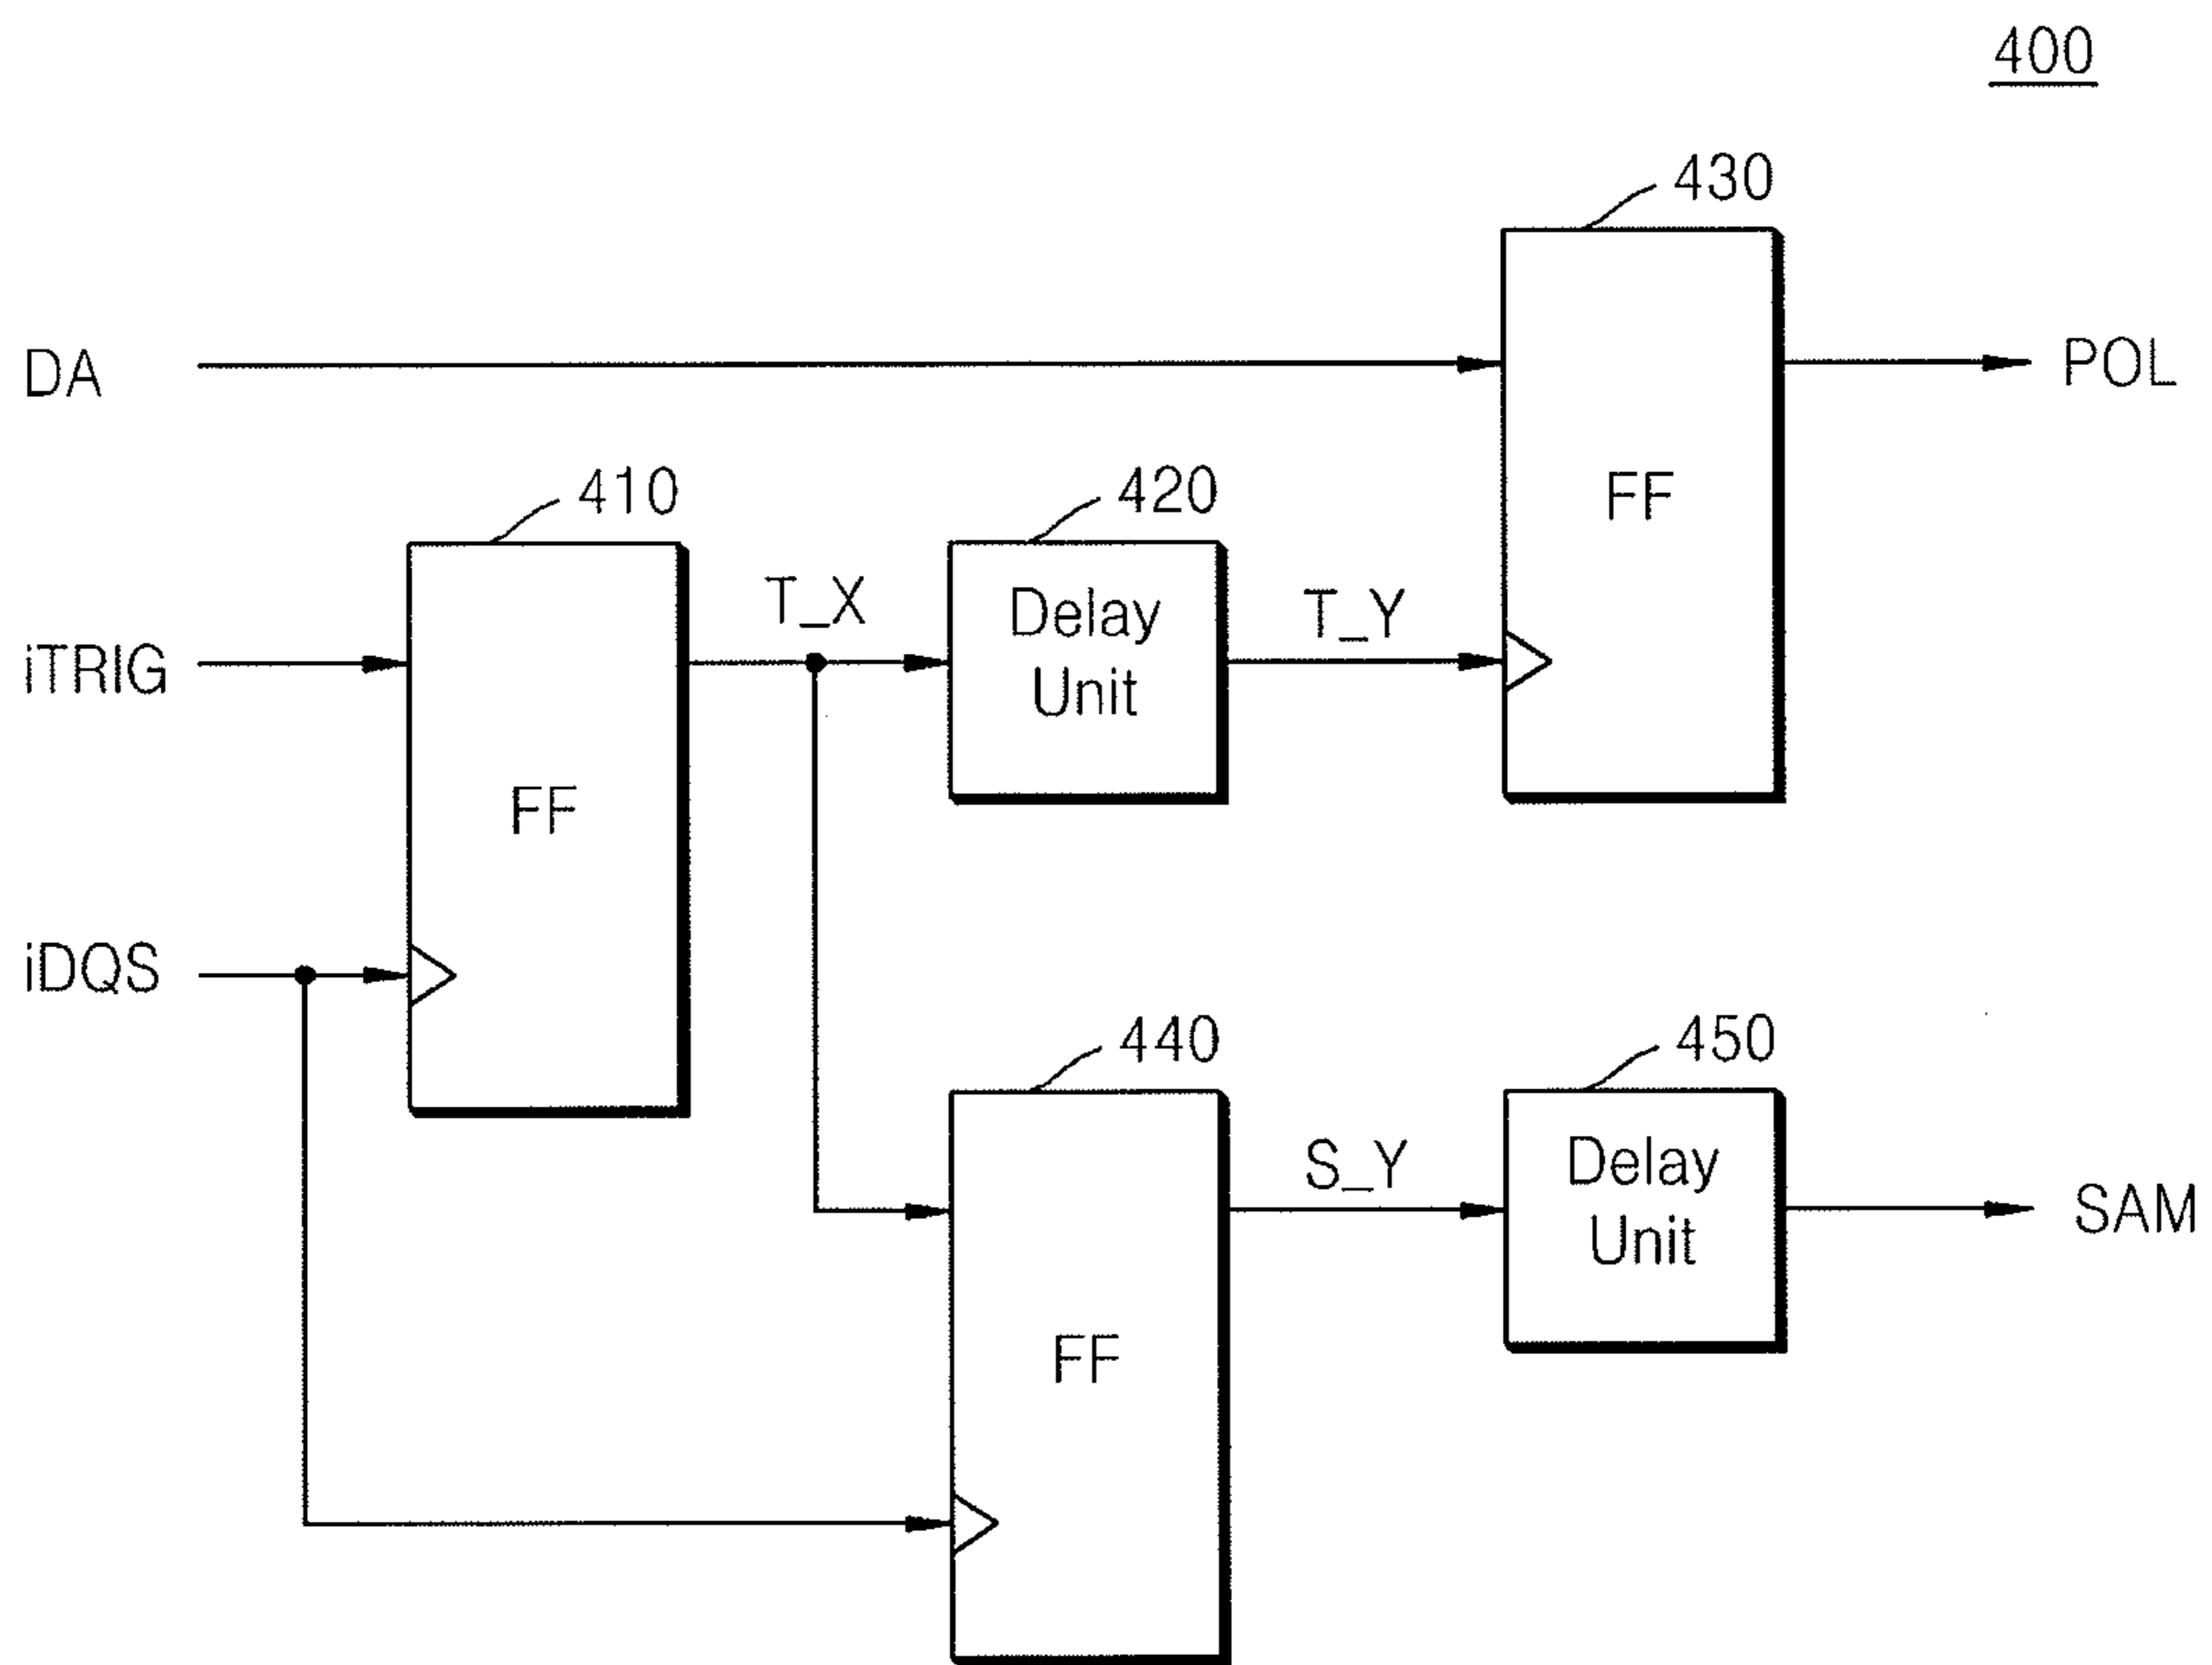 400
430
DA
POL
410
420
FF
T_X
Delay
Unit
T_Y
iTRIG
FF
iDQS
440
450
S_Y
Delay
Unit
SAM
FF